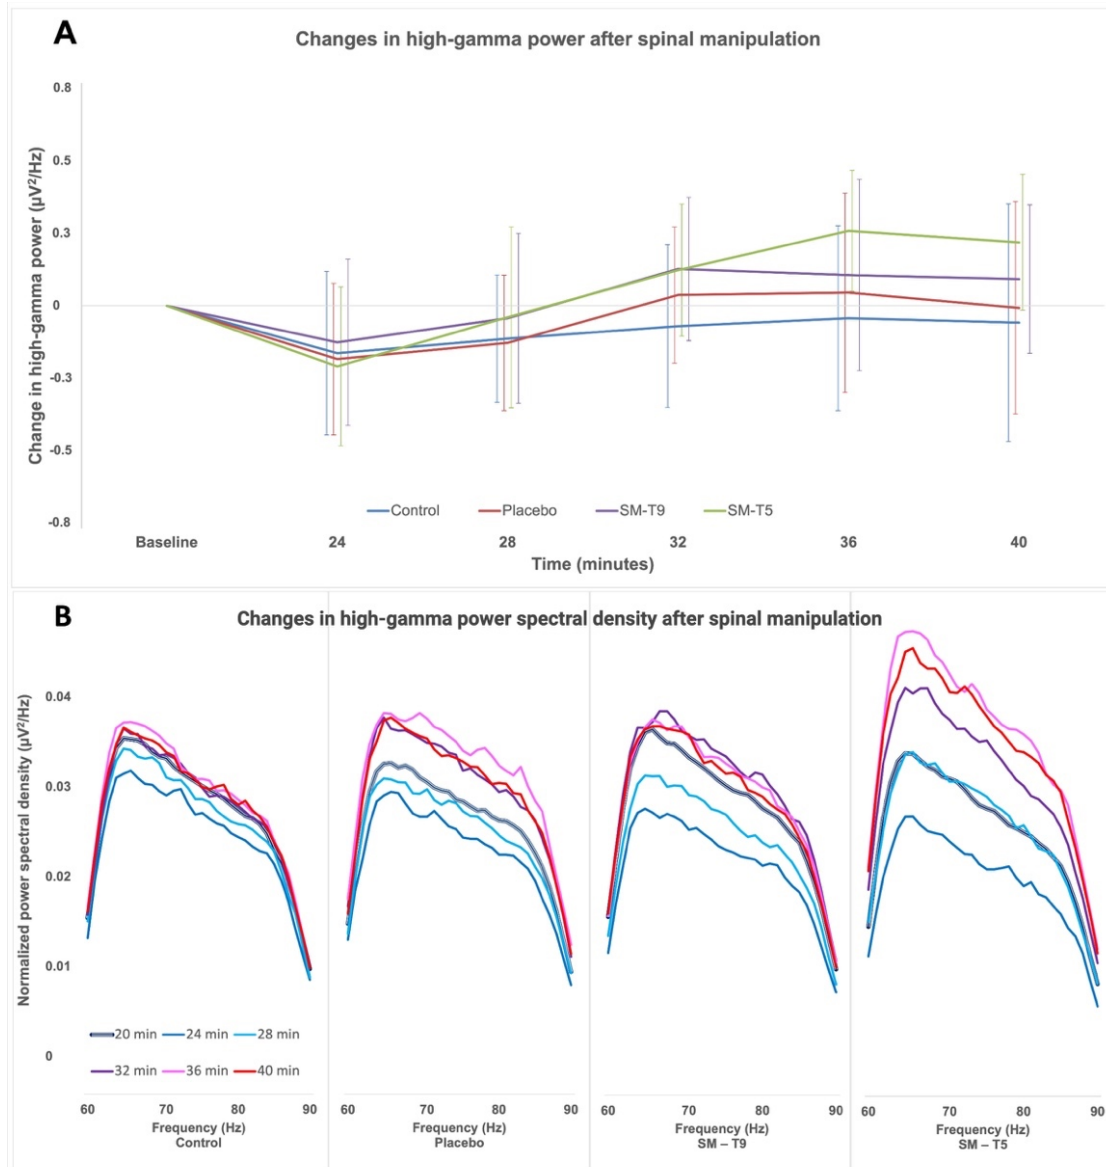 A
Changes in high-gamma power after spinal manipulation
Change in high-gamma power (µV²/Hz)
0.8
0.5
0.3
0
-0.3
-0.5
-0.8
Control Placebo SM-T9 SM-T5
Baseline 24 28 32 36 40
Time (minutes)
B
Changes in high-gamma power spectral density after spinal manipulation
Normalized power spectral density (µV²/Hz)
0.04
0.03
0.02
0.01
0
20 min 24 min 28 min
32 min 36 min 40 min
60 70 80 90
Frequency (Hz)
Control
60 70 80 90
Frequency (Hz)
Placebo
60 70 80 90
Frequency (Hz)
SM – T9
60 70 80 90
Frequency (Hz)
SM – T5